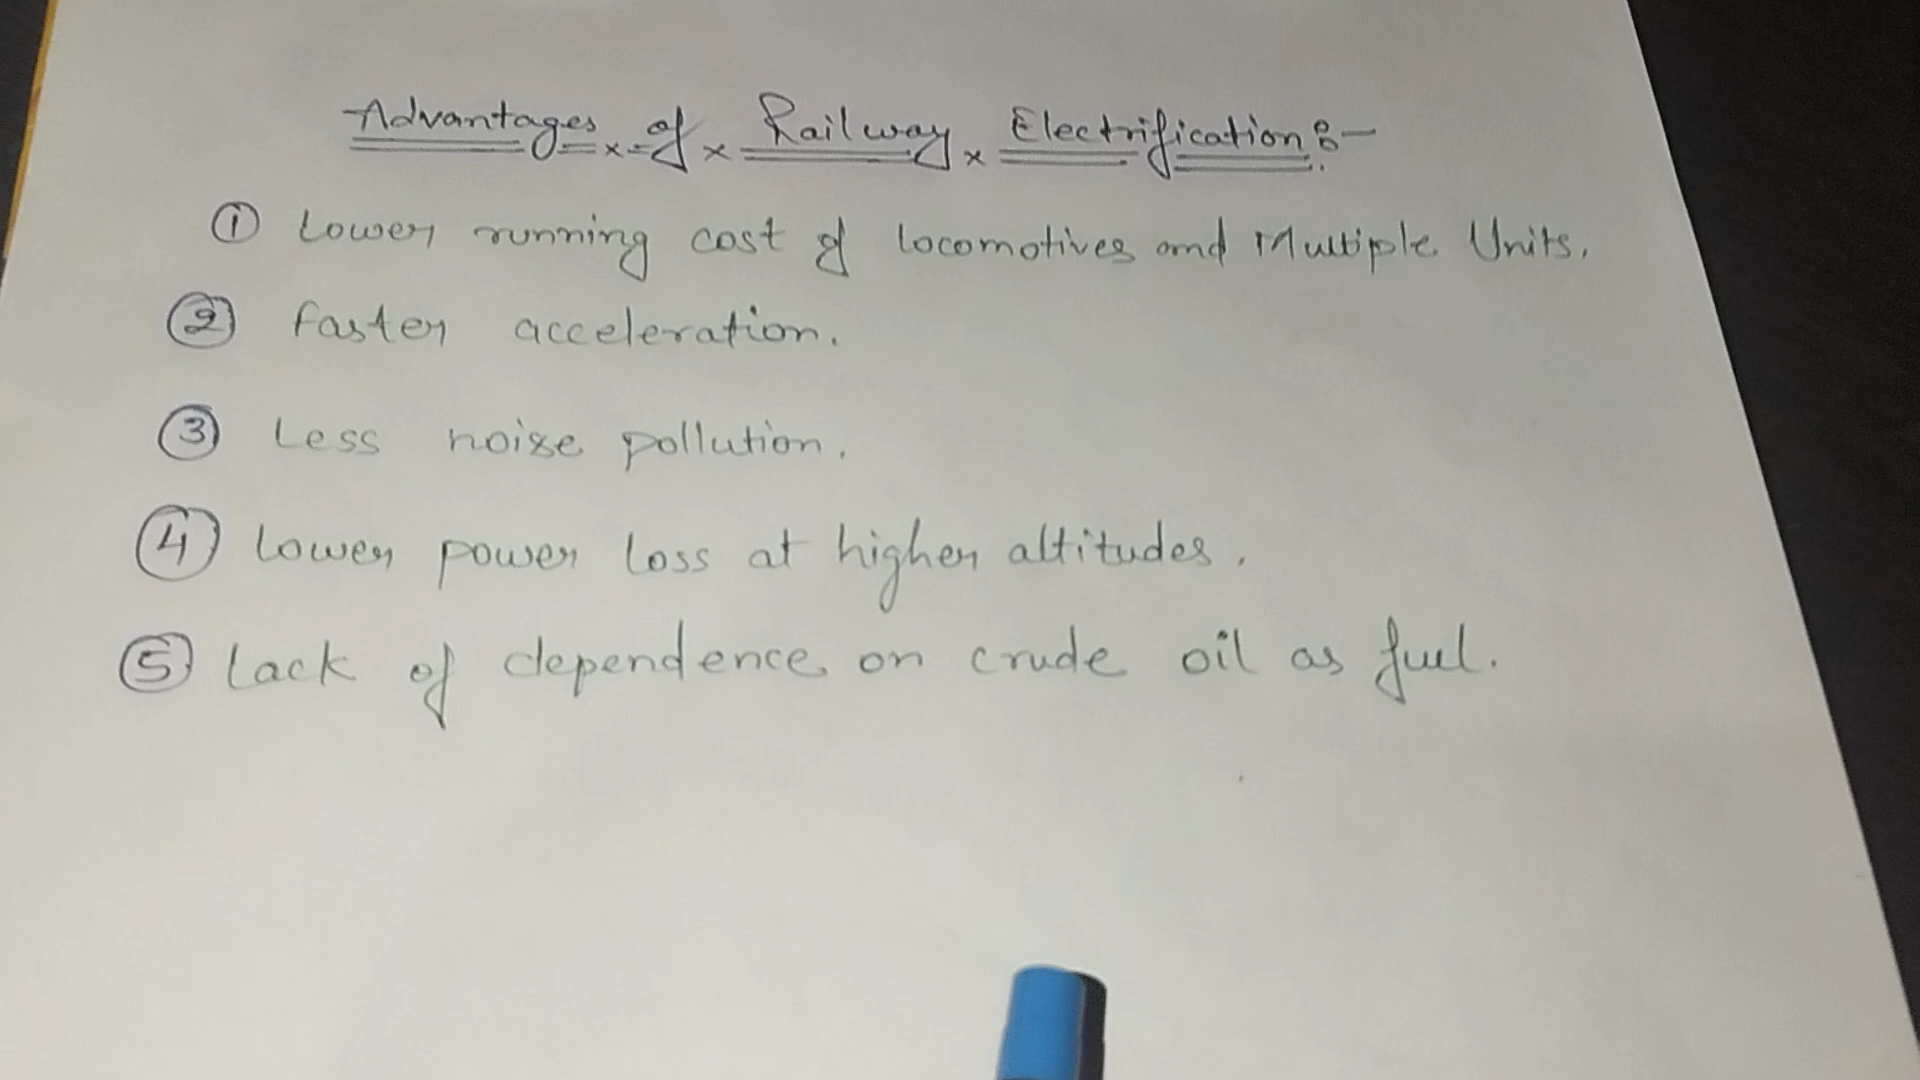 Advantages of Railway Electrification:-
① Lower running cost of locomotives and Multiple Units.
② Faster acceleration.
③ Less noise pollution.
④ Lower power loss at higher altitudes.
⑤ Lack of dependence on crude oil as fuel.